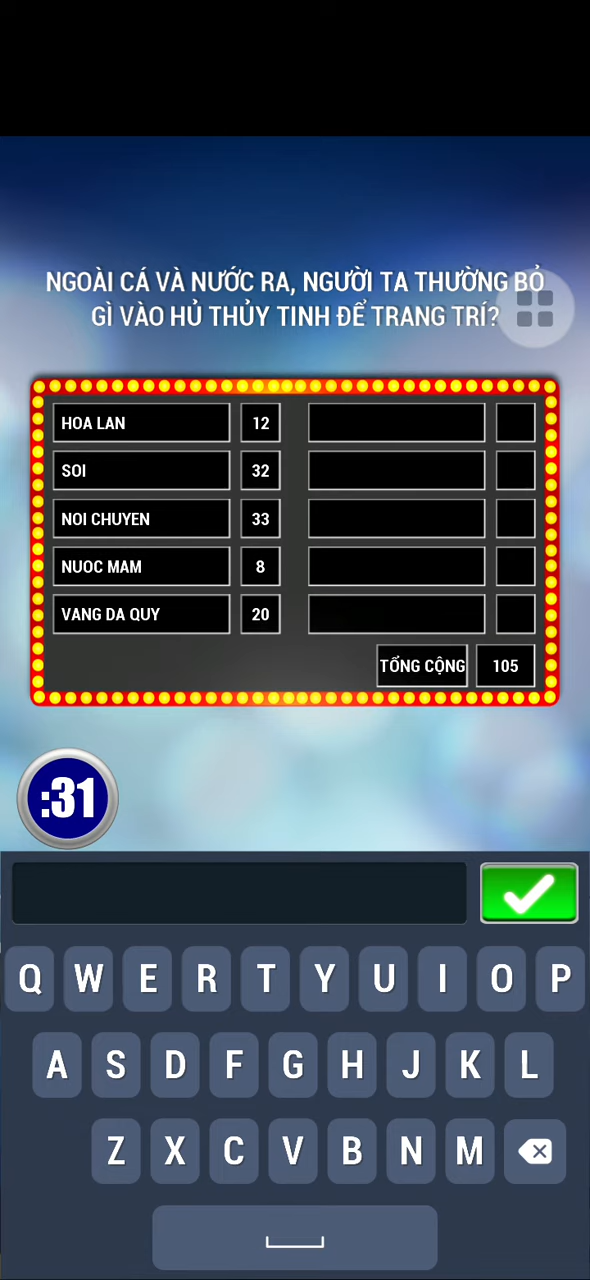 NGOÀI CÁ VÀ NƯỚC RA, NGƯỜI TA THƯỜNG BỎ
GÌ VÀO HỦ THỦY TINH ĐỂ TRANG TRÍ?
HOA LAN 12
SOI 32
NOI CHUYEN 33
NUOC MAM 8
VANG DA QUY 20
TỔNG CỘNG 105
:31
Q W E R T Y U I O P
A S D F G H J K L
Z X C V B N M